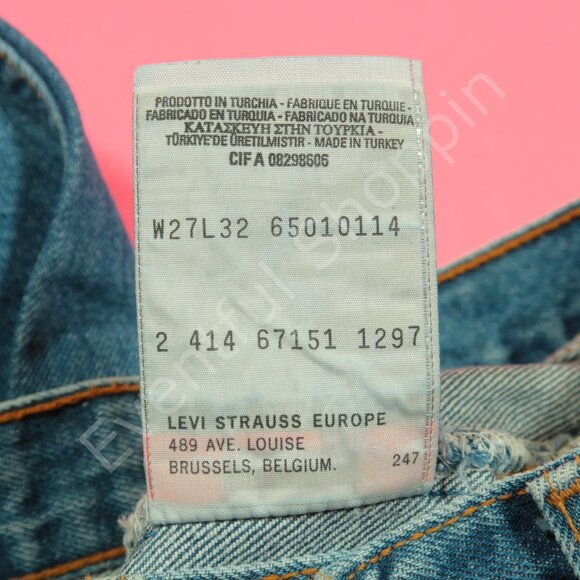 PRODOTTO IN TURCHIA - FABRIQUE EN TURQUIE -
FABRICADO EN TURQUIA - FABRICADO NA TURQUIA
ΚΑΤΑΣΚΕΥΗ ΣΤΗΝ ΤΟΥΡΚΙΑ -
TÜRKIYE'DE ÜRETILMISTIR - MADE IN TURKEY
CIF A 08298606
W27L32 65010114
2 414 67151 1297
LEVI STRAUSS EUROPE
489 AVE. LOUISE
BRUSSELS, BELGIUM. 247